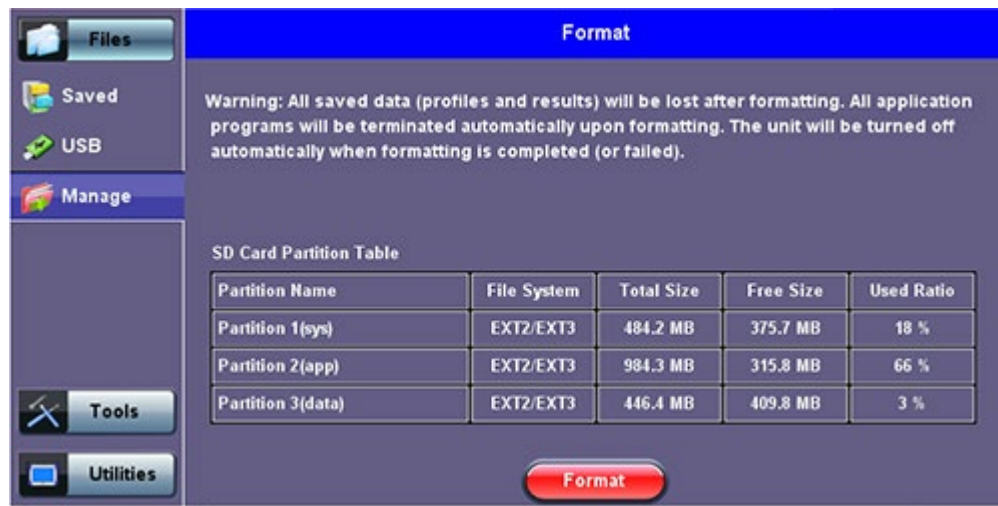 Files
Saved
USB
Manage
Tools
Utilities
Format
Warning: All saved data (profiles and results) will be lost after formatting. All application
programs will be terminated automatically upon formatting. The unit will be turned off
automatically when formatting is completed (or failed).
SD Card Partition Table
Partition Name File System Total Size Free Size Used Ratio
Partition 1(sys) EXT2/EXT3 484.2 MB 375.7 MB 18 %
Partition 2(app) EXT2/EXT3 984.3 MB 315.8 MB 66 %
Partition 3(data) EXT2/EXT3 446.4 MB 409.8 MB 3 %
Format